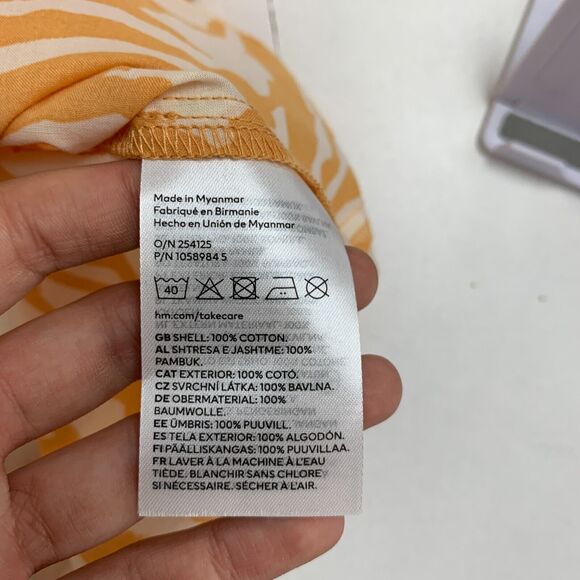 Made in Myanmar
Fabriqué en Birmanie
Hecho en Unión de Myanmar
O/N 254125
P/N 1058984 5
40
hm.com/takecare
GB SHELL: 100% COTTON.
AL SHTRESA E JASHTME: 100%
PAMBUK.
CAT EXTERIOR: 100% COTÓ.
CZ SVRCHNÍ LÁTKA: 100% BAVLNA.
DE OBERMATERIAL: 100%
BAUMWOLLE.
EE ÜMBRIS: 100% PUUVILL.
ES TELA EXTERIOR: 100% ALGODÓN.
FI PÄÄLLISKANGAS: 100% PUUVILLAA.
FR LAVER À LA MACHINE À L'EAU
TIÈDE. BLANCHIR SANS CHLORE
SI NÉCESSAIRE. SÉCHER À L'AIR.